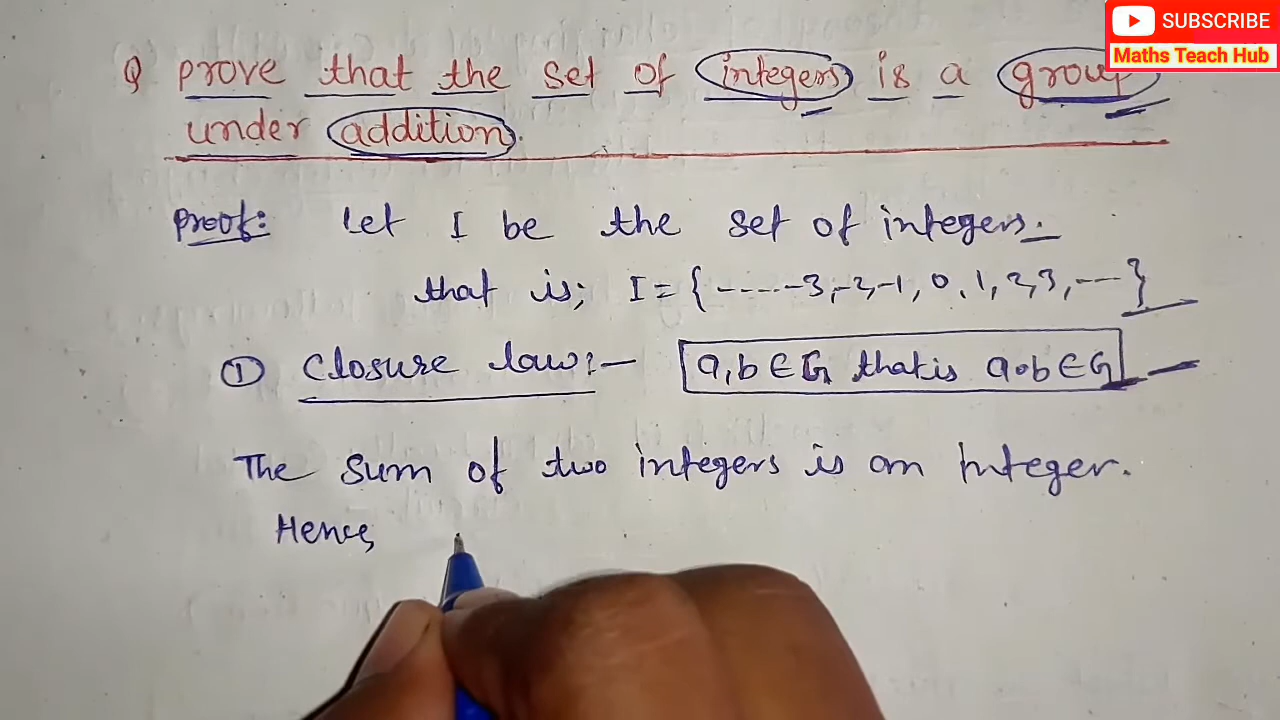 SUBSCRIBE
Maths Teach Hub
Q prove that the set of integers is a group
under addition.
Proof: Let I be the set of integers.
that is; I = { ------3,-2,-1, 0, 1, 2,3, ---- }
① Closure law:- a,b ∈ G that is a∘b ∈ G
The sum of two integers is an integer.
Hence,